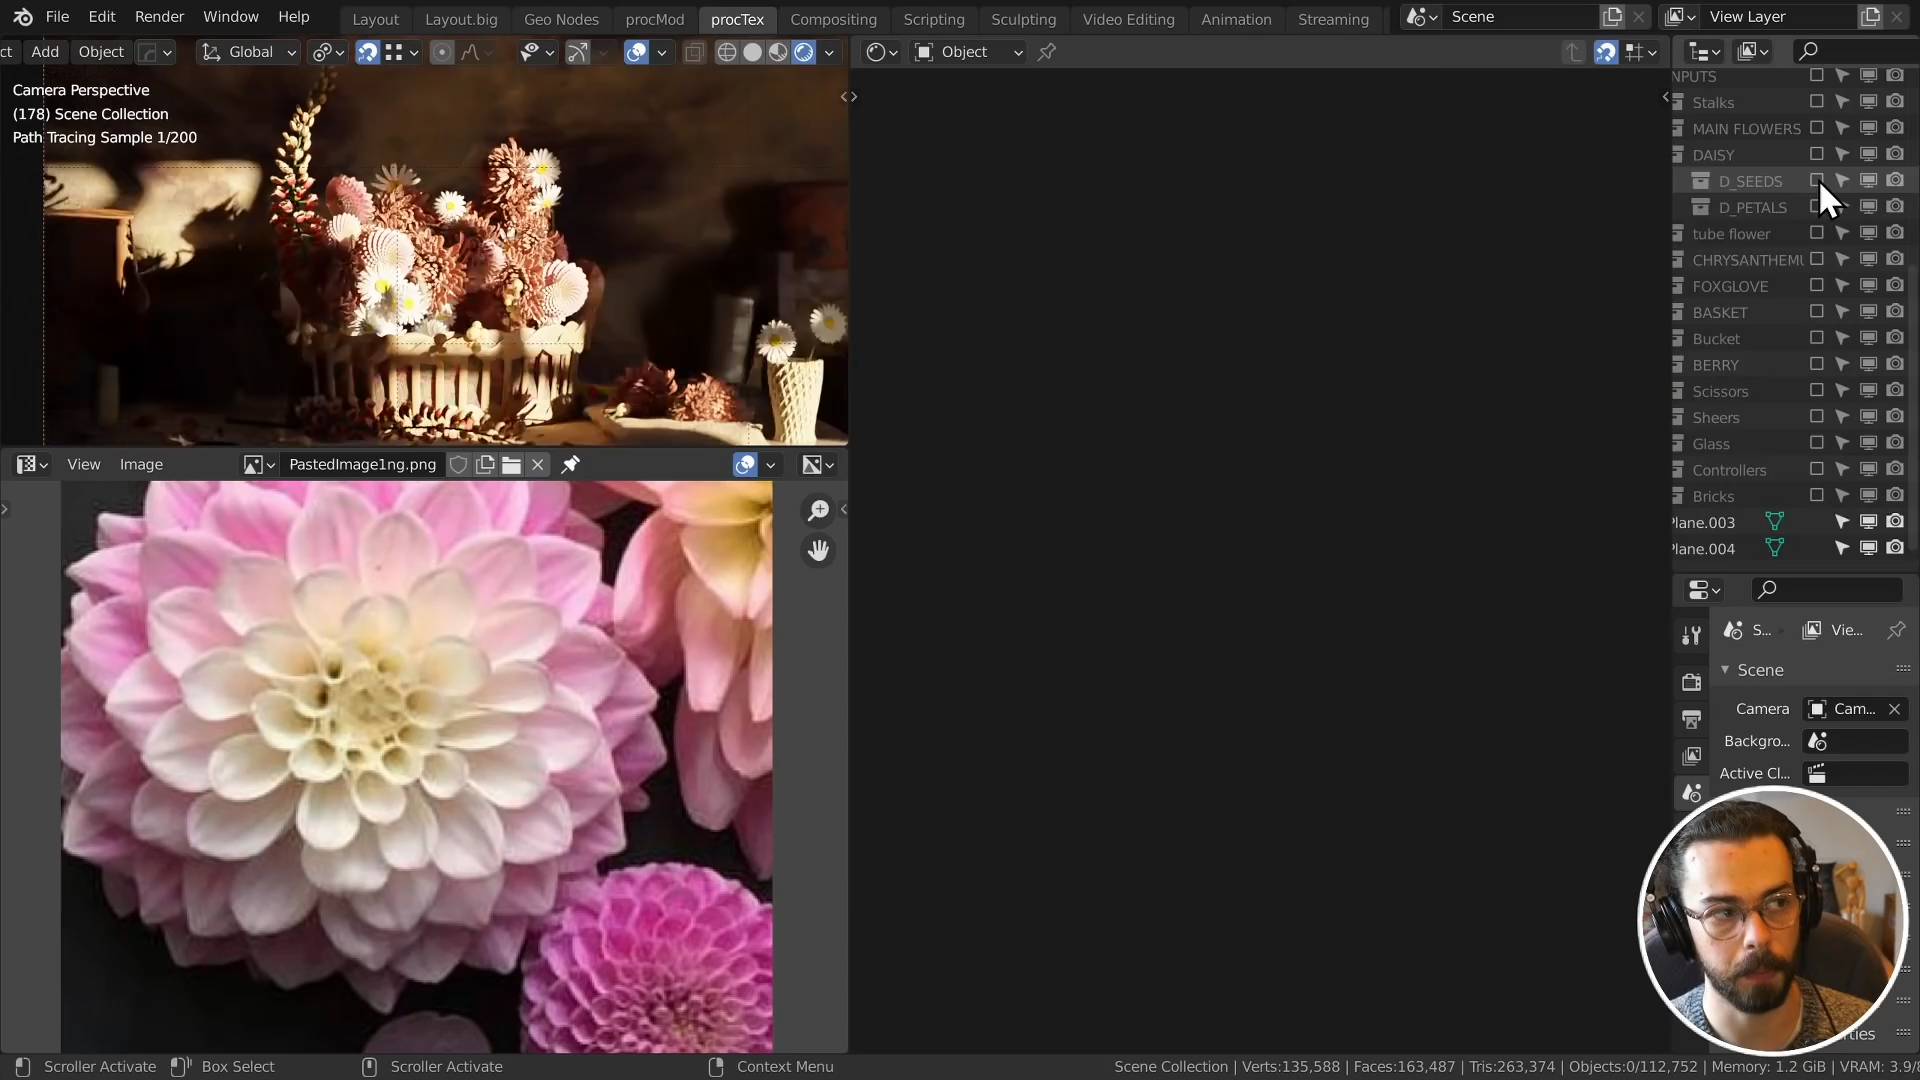 File Edit Render Window Help Layout Layout.big Geo Nodes procMod procTex Compositing Scripting Sculpting Video Editing Animation Streaming Scene View Layer
ct Add Object Global Object
Camera Perspective
(178) Scene Collection
Path Tracing Sample 1/200
NPUTS
Stalks
MAIN FLOWERS
DAISY
D_SEEDS
D_PETALS
tube flower
CHRYSANTHEMU
FOXGLOVE
BASKET
Bucket
BERRY
Scissors
Sheers
Glass
Controllers
Bricks
Plane.003
Plane.004
View Image PastedImage1ng.png
S... Vie...
Scene
Camera Cam...
Backgro...
Active Cl...
Scroller Activate Box Select Scroller Activate Context Menu Scene Collection | Verts:135,588 | Faces:163,487 | Tris:263,374 | Objects:0/112,752 | Memory: 1.2 GiB | VRAM: 3.9/8